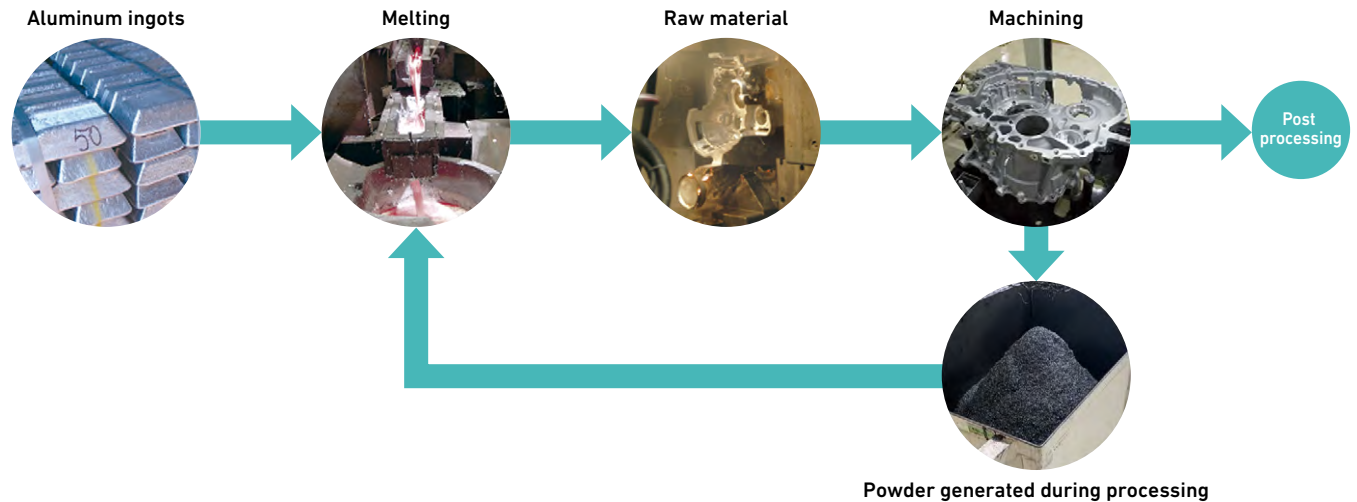 Aluminum ingots
Melting
Raw material
Machining
50
Post
processing
Powder generated during processing